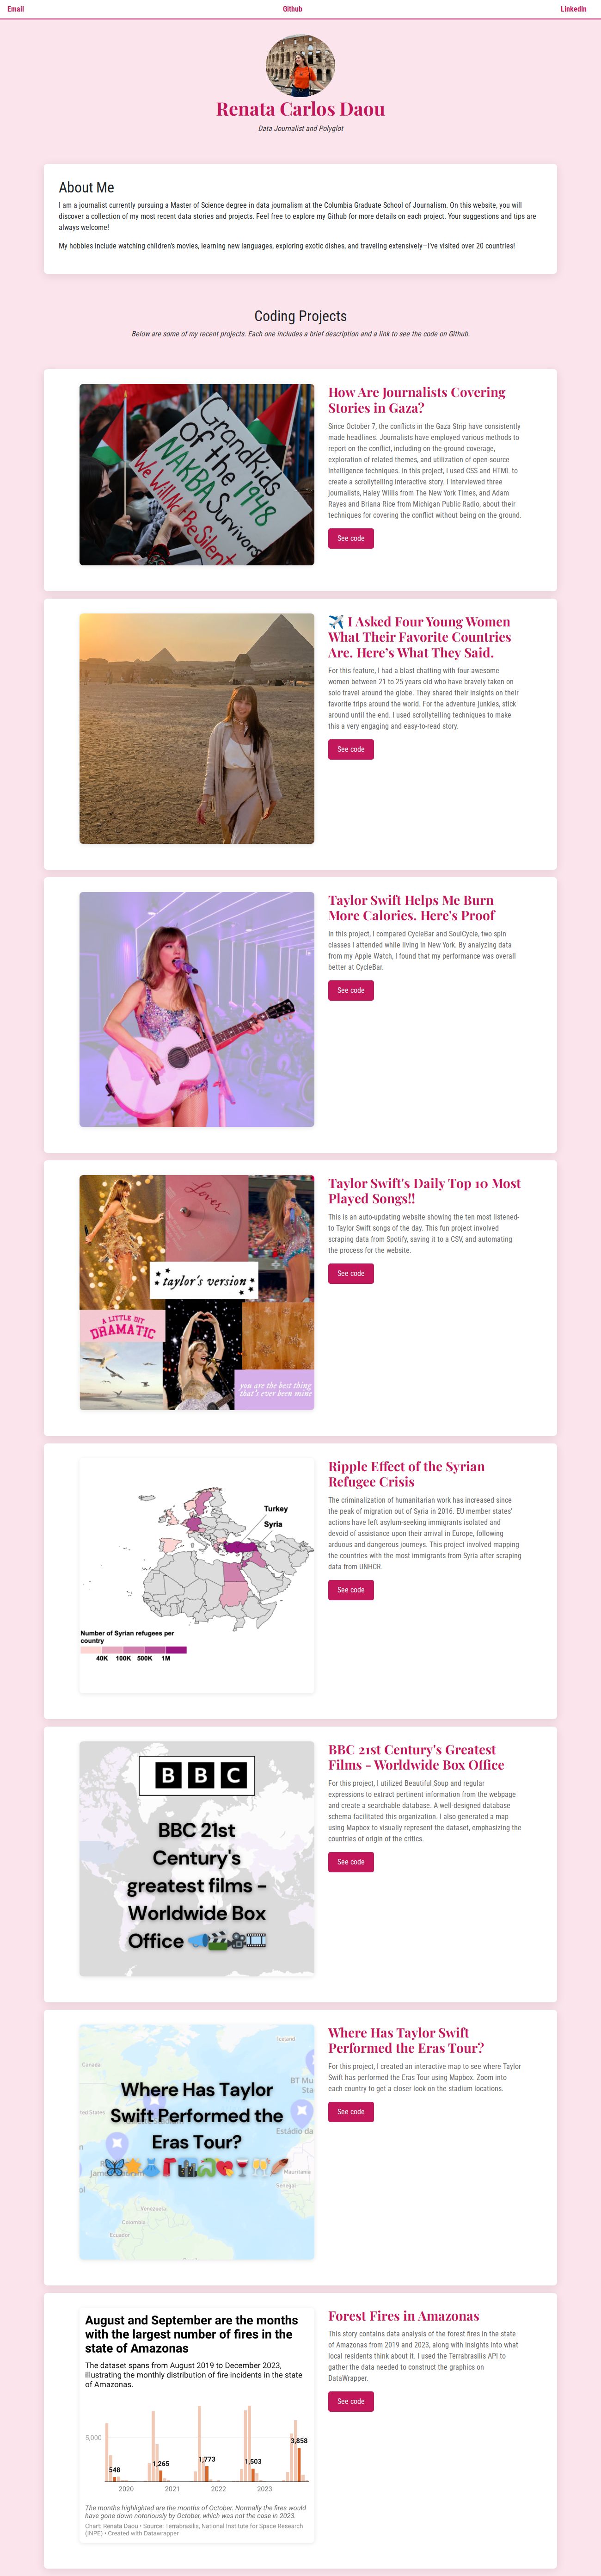 Email
Github
LinkedIn
Renata Carlos Daou
Data Journalist and Polyglot
About Me
I am a journalist currently pursuing a Master of Science degree in data journalism at the Columbia Graduate School of Journalism. On this website, you will
discover a collection of my most recent data stories and projects. Feel free to explore my Github for more details on each project. Your suggestions and tips are
always welcome!
My hobbies include watching children's movies, learning new languages, exploring exotic dishes, and traveling extensively—I've visited over 20 countries!
Coding Projects
Below are some of my recent projects. Each one includes a brief description and a link to see the code on Github.
Grandkids
of the 1948
NAKBA Survivors
We Will Not Be Silent
How Are Journalists Covering
Stories in Gaza?
Since October 7, the conflicts in the Gaza Strip have consistently
made headlines. Journalists have employed various methods to
report on the conflict, including on-the-ground coverage,
exploration of related themes, and utilization of open-source
intelligence techniques. In this project, I used CSS and HTML to
create a scrollytelling interactive story. I interviewed three
journalists, Haley Willis from The New York Times, and Adam
Rayes and Briana Rice from Michigan Public Radio, about their
techniques for covering the conflict without being on the ground.
See code
✈️ I Asked Four Young Women
What Their Favorite Countries
Are. Here's What They Said.
For this feature, I had a blast chatting with four awesome
women between 21 to 25 years old who have bravely taken on
solo travel around the globe. They shared their insights on their
favorite trips around the world. For the adventure junkies, stick
around until the end. I used scrollytelling techniques to make
this a very engaging and easy-to-read story.
See code
Taylor Swift Helps Me Burn
More Calories. Here's Proof
In this project, I compared CycleBar and SoulCycle, two spin
classes I attended while living in New York. By analyzing data
from my Apple Watch, I found that my performance was overall
better at CycleBar.
See code
Lover
taylor's version
A LITTLE BIT
DRAMATIC
you are the best thing
that's ever been mine
Taylor Swift's Daily Top 10 Most
Played Songs!!
This is an auto-updating website showing the ten most listened-
to Taylor Swift songs of the day. This fun project involved
scraping data from Spotify, saving it to a CSV, and automating
the process for the website.
See code
Turkey
Syria
Number of Syrian refugees per
country
40K 100K 500K 1M
Ripple Effect of the Syrian
Refugee Crisis
The criminalization of humanitarian work has increased since
the peak of migration out of Syria in 2016. EU member states'
actions have left asylum-seeking immigrants isolated and
devoid of assistance upon their arrival in Europe, following
arduous and dangerous journeys. This project involved mapping
the countries with the most immigrants from Syria after scraping
data from UNHCR.
See code
BBC
BBC 21st
Century's
greatest films -
Worldwide Box
Office
BBC 21st Century's Greatest
Films - Worldwide Box Office
For this project, I utilized Beautiful Soup and regular
expressions to extract pertinent information from the webpage
and create a searchable database. A well-designed database
schema facilitated this organization. I also generated a map
using Mapbox to visually represent the dataset, emphasizing the
countries of origin of the critics.
See code
Iceland
Canada
ted States
Estádio da
Mauritania
Senegal
Venezuela
Colombia
Ecuador
Where Has Taylor
Swift Performed the
Eras Tour?
Where Has Taylor Swift
Performed the Eras Tour?
For this project, I created an interactive map to see where Taylor
Swift has performed the Eras Tour using Mapbox. Zoom into
each country to get a closer look on the stadium locations.
See code
August and September are the months
with the largest number of fires in the
state of Amazonas
The dataset spans from August 2019 to December 2023,
illustrating the monthly distribution of fire incidents in the state
of Amazonas.
5,000
548
1,265
1,773
1,503
3,858
2020 2021 2022 2023
The months highlighted are the months of October. Normally the fires would
have gone down notoriously by October, which was not the case in 2023.
Chart: Renata Daou • Source: Terrabrasilis, National Institute for Space Research
(INPE) • Created with Datawrapper
Forest Fires in Amazonas
This story contains data analysis of the forest fires in the state
of Amazonas from 2019 and 2023, along with insights into what
local residents think about it. I used the Terrabrasilis API to
gather the data needed to construct the graphics on
DataWrapper.
See code